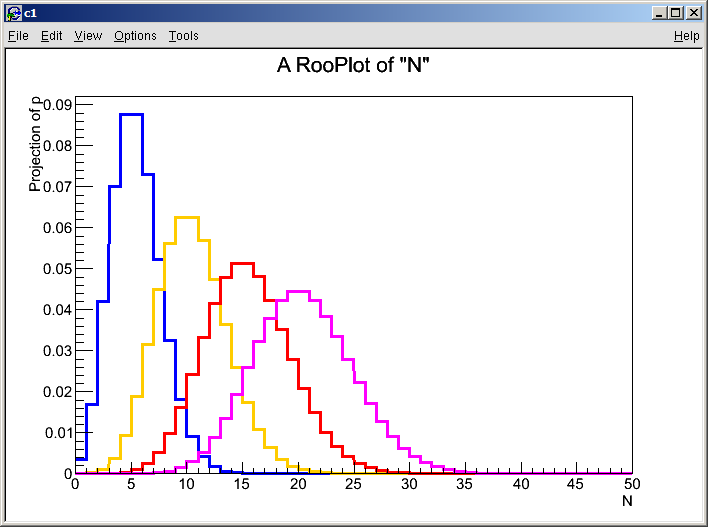 c1
File Edit View Options Tools Help
A RooPlot of "N"
Projection of p
0.09
0.08
0.07
0.06
0.05
0.04
0.03
0.02
0.01
0
0 5 10 15 20 25 30 35 40 45 50
N